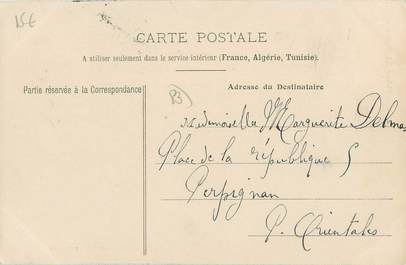 15€
CARTE POSTALE
A utiliser seulement dans le service intérieur (France, Algérie, Tunisie).
Partie réservée à la Correspondance
Adresse du Destinataire
Mademoiselle Marguerite Delmas
Place de la république 5
Perpignan
P. Orientales